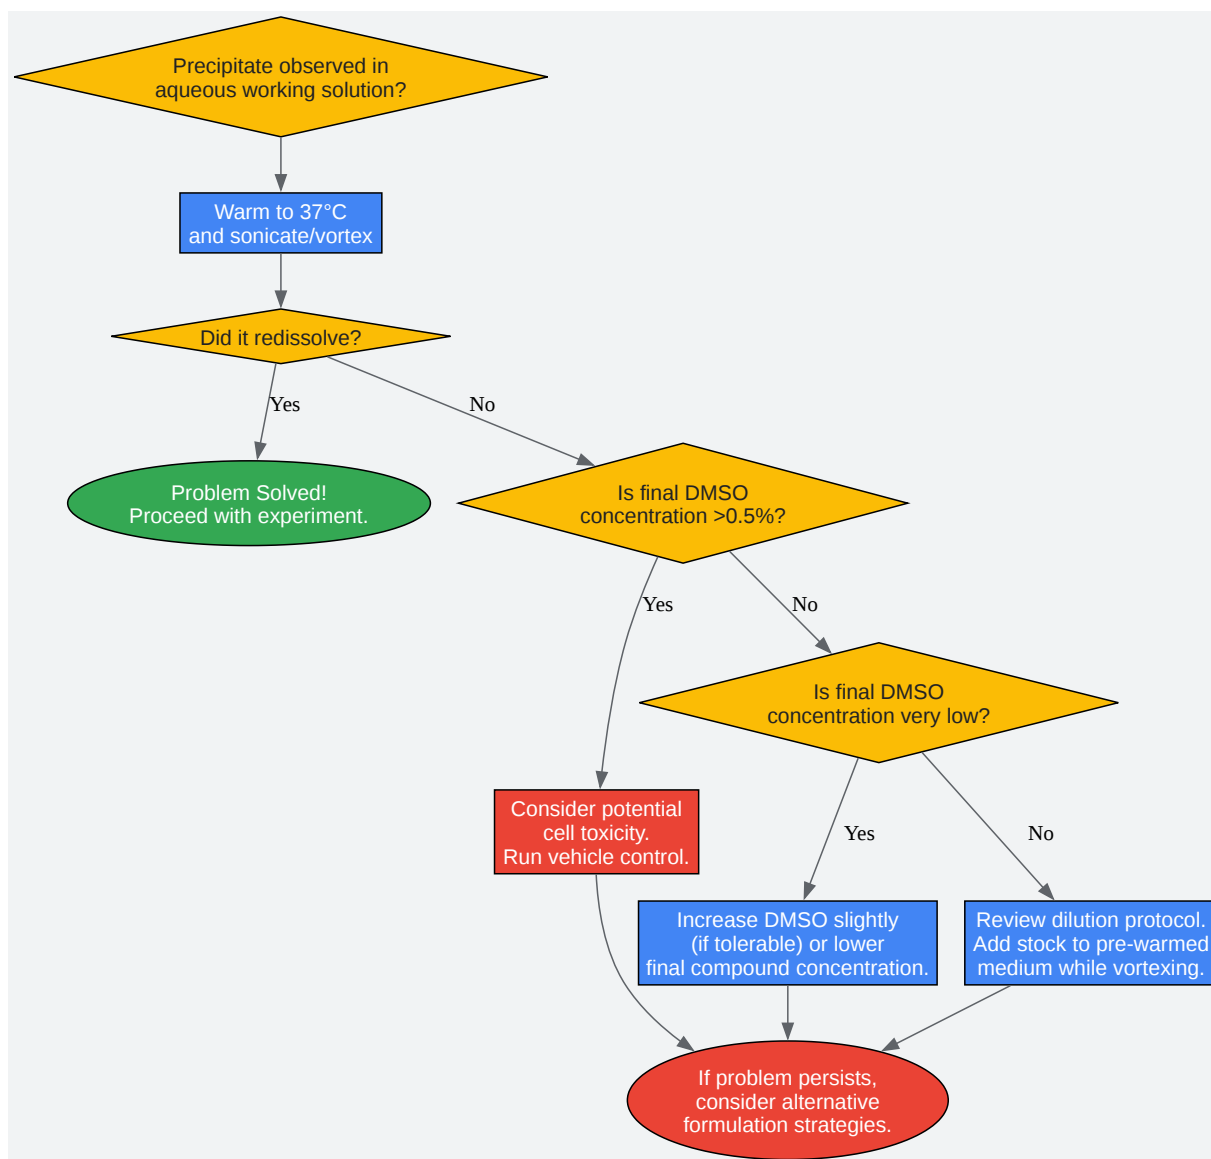 Precipitate observed in
aqueous working solution?
Warm to 37°C
and sonicate/vortex
Did it redissolve?
Yes
No
Problem Solved!
Proceed with experiment.
Is final DMSO
concentration >0.5%?
Yes
No
Is final DMSO
concentration very low?
Consider potential
cell toxicity.
Run vehicle control.
Yes
No
Increase DMSO slightly
(if tolerable) or lower
final compound concentration.
Review dilution protocol.
Add stock to pre-warmed
medium while vortexing.
If problem persists,
consider alternative
formulation strategies.